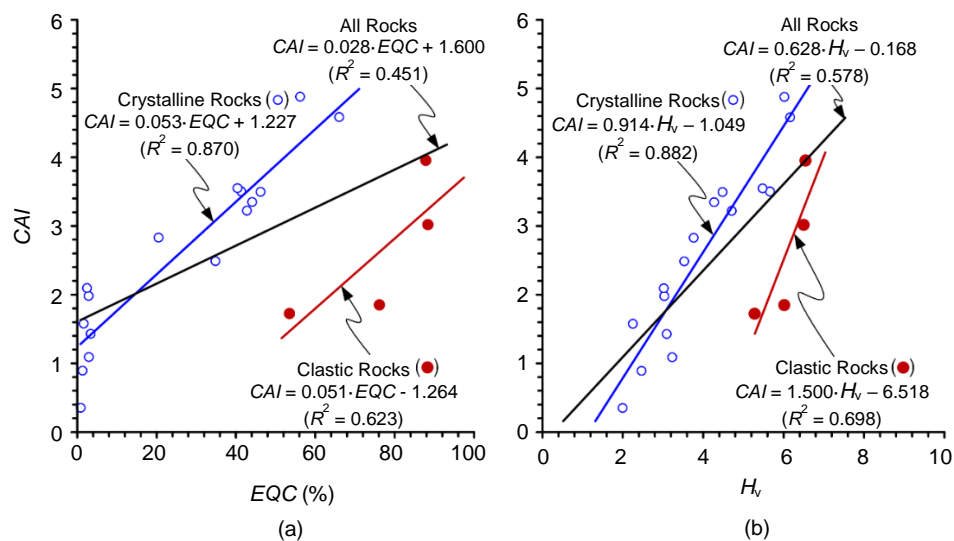 All Rocks
CAI = 0.028·EQC + 1.600
(R² = 0.451)
Crystalline Rocks (○)
CAI = 0.053·EQC + 1.227
(R² = 0.870)
Clastic Rocks (●)
CAI = 0.051·EQC - 1.264
(R² = 0.623)
CAI
6
5
4
3
2
1
0
0 20 40 60 80 100
EQC (%)
(a)
All Rocks
CAI = 0.628·Hv – 0.168
(R² = 0.578)
Crystalline Rocks (○)
CAI = 0.914·Hv – 1.049
(R² = 0.882)
Clastic Rocks (●)
CAI = 1.500·Hv – 6.518
(R² = 0.698)
6
5
4
3
2
1
0
0 2 4 6 8 10
Hv
(b)